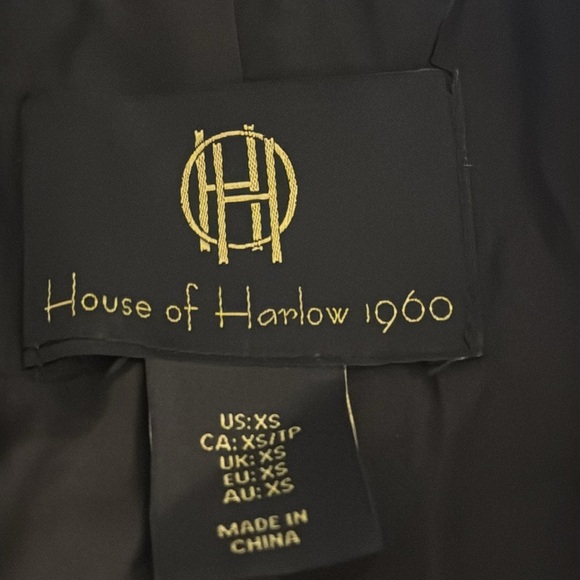 House of Harlow 1960
US: XS
CA: XS/TP
UK: XS
EU: XS
AU: XS
MADE IN
CHINA